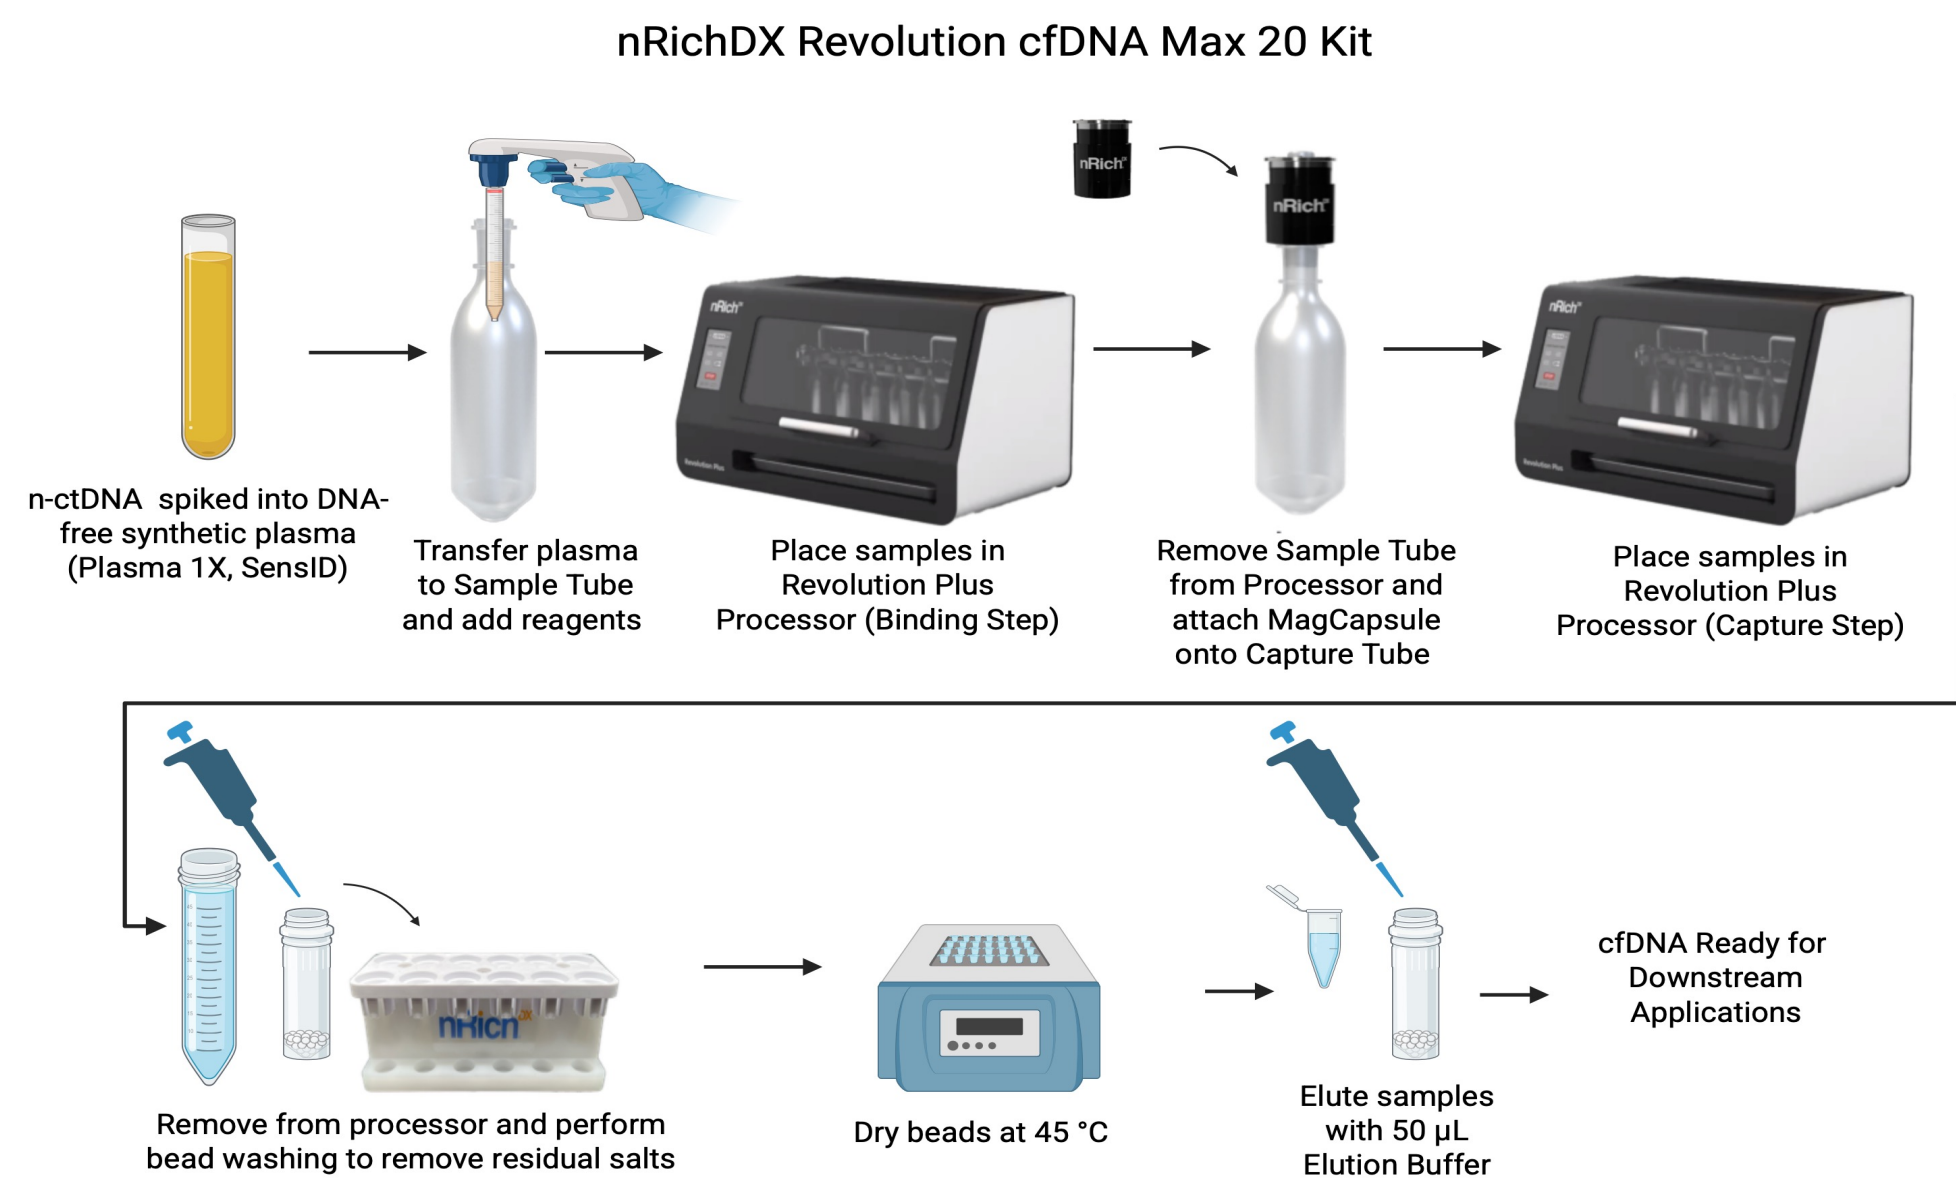 nRichDX Revolution cfDNA Max 20 Kit
nRich
nRich
nRich
nRich
Revolution Plus
Revolution Plus
n-ctDNA spiked into DNA-
free synthetic plasma
(Plasma 1X, SensID)
Transfer plasma
to Sample Tube
and add reagents
Place samples in
Revolution Plus
Processor (Binding Step)
Remove Sample Tube
from Processor and
attach MagCapsule
onto Capture Tube
Place samples in
Revolution Plus
Processor (Capture Step)
nRich
Remove from processor and perform
bead washing to remove residual salts
Dry beads at 45 °C
Elute samples
with 50 µL
Elution Buffer
cfDNA Ready for
Downstream
Applications